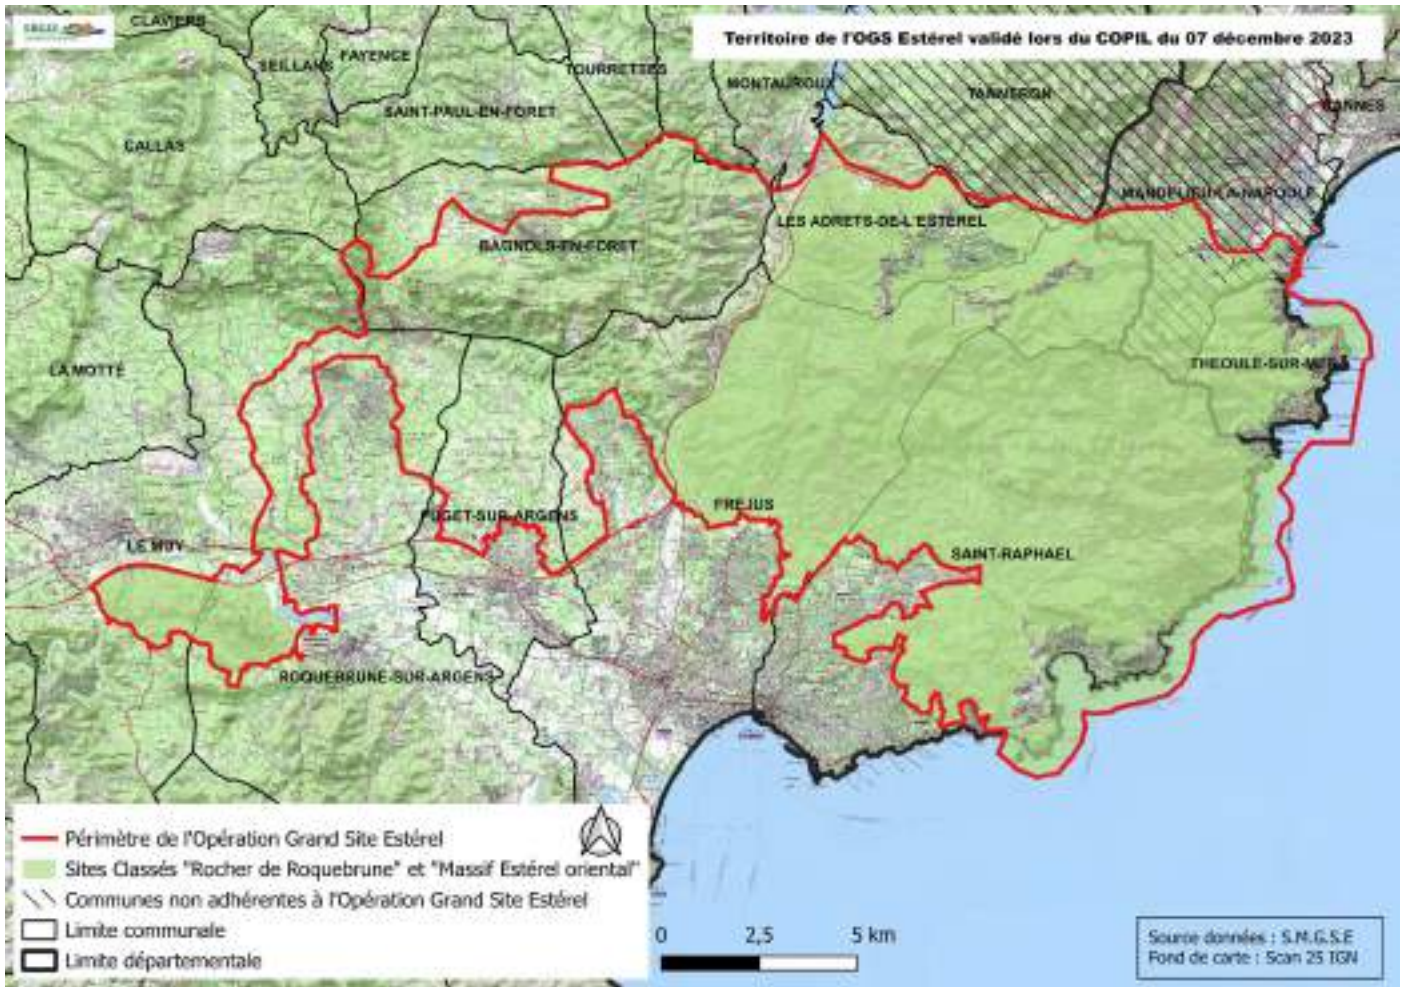 Territoire de l'OGS Estérel validé lors du COPIL du 07 décembre 2023
CLAVIERS
SEILLANS
FAYENCE
TOURRETTES
MONTAUROUX
TANNERON
CANNES
SAINT-PAUL-EN-FORET
CALLAS
MANDELIEU-LA-NAPOULE
LES ADRETS-DE-L'ESTEREL
BAGNOLS-EN-FORET
LA MOTTE
THEOULE-SUR-MER
FREJUS
PUGET-SUR-ARGENS
LE MUY
SAINT-RAPHAEL
ROQUEBRUNE-SUR-ARGENS
Périmètre de l'Opération Grand Site Estérel
Sites Classés "Rocher de Roquebrune" et "Massif Estérel oriental"
Communes non adhérentes à l'Opération Grand Site Estérel
Limite communale
Limite départementale
0 2,5 5 km
Source données : S.M.G.S.E
Fond de carte : Scan 25 IGN